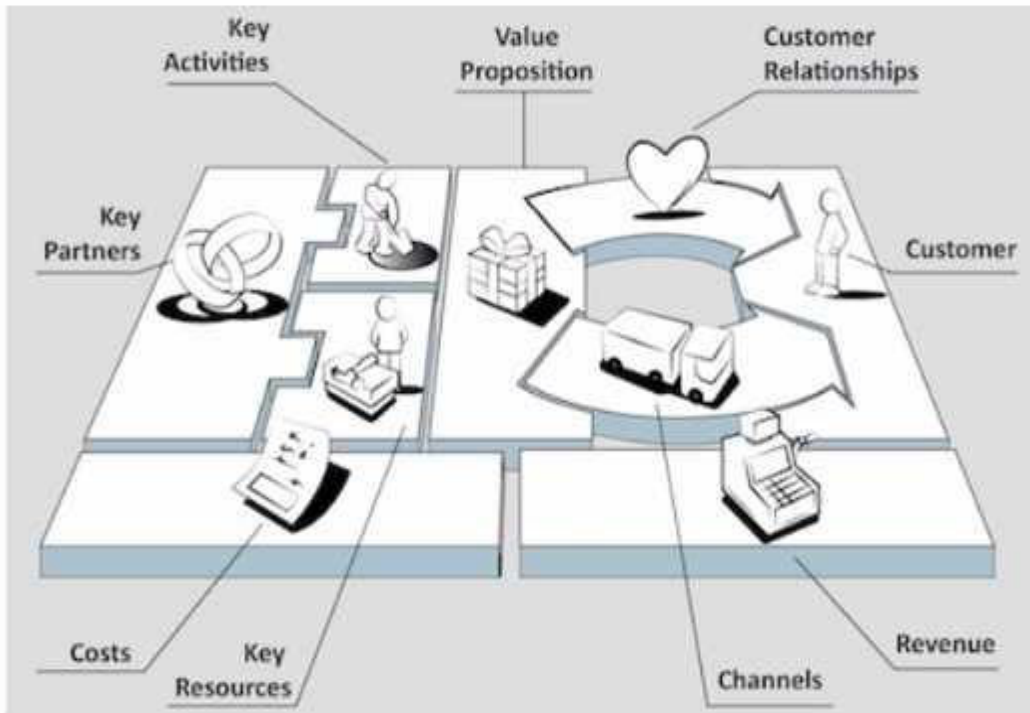 Key
Activities
Value
Proposition
Customer
Relationships
Key
Partners
Customer
Costs
Key
Resources
Channels
Revenue